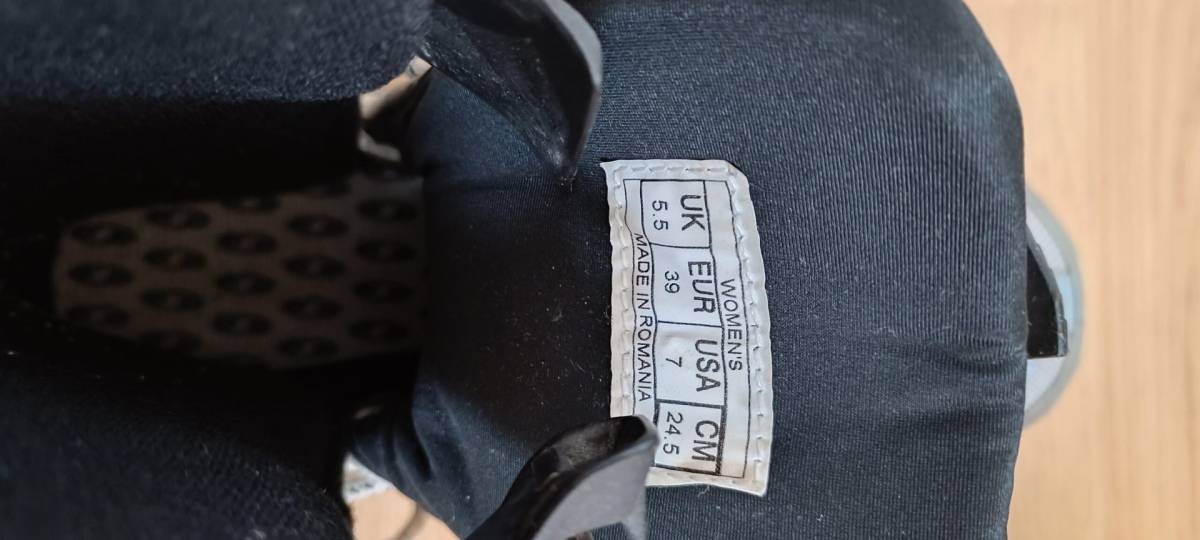 WOMEN'S
UK EUR USA CM
5.5 39 7 24.5
MADE IN ROMANIA